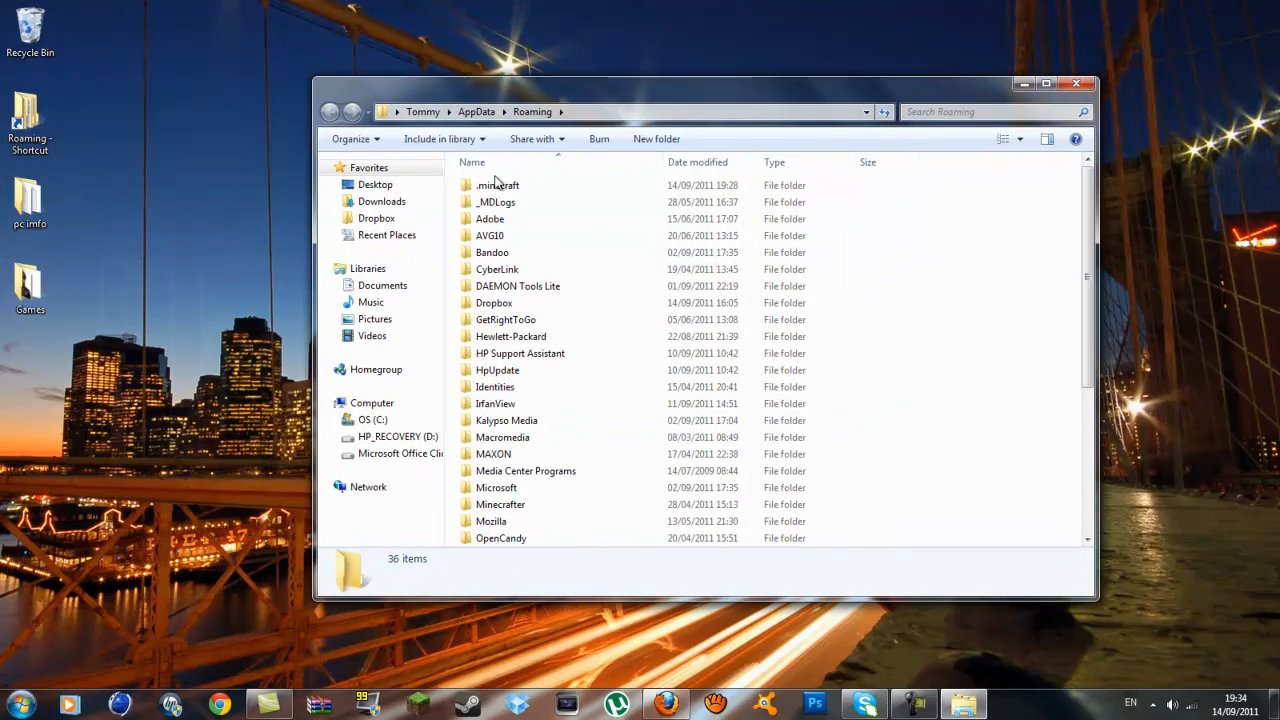 Recycle Bin
Roaming - Shortcut
pc.imfo
Games
Tommy AppData Roaming
Search Roaming
Organize Include in library Share with Burn New folder
Favorites
Desktop
Downloads
Dropbox
Recent Places
Libraries
Documents
Music
Pictures
Videos
Homegroup
Computer
OS (C:)
HP_RECOVERY (D:)
Microsoft Office Clic
Network
Name Date modified Type Size
.minecraft 14/09/2011 19:28 File folder
_MDLogs 28/05/2011 16:37 File folder
Adobe 15/06/2011 17:07 File folder
AVG10 20/06/2011 13:15 File folder
Bandoo 02/09/2011 17:35 File folder
CyberLink 19/04/2011 13:45 File folder
DAEMON Tools Lite 01/09/2011 22:19 File folder
Dropbox 14/09/2011 16:05 File folder
GetRightToGo 05/06/2011 13:08 File folder
Hewlett-Packard 22/08/2011 21:39 File folder
HP Support Assistant 10/09/2011 10:42 File folder
HpUpdate 10/09/2011 10:42 File folder
Identities 15/04/2011 20:41 File folder
IrfanView 11/09/2011 14:51 File folder
Kalypso Media 02/09/2011 17:04 File folder
Macromedia 08/03/2011 08:49 File folder
MAXON 17/04/2011 22:38 File folder
Media Center Programs 14/07/2009 08:44 File folder
Microsoft 02/09/2011 17:35 File folder
Minecrafter 28/04/2011 15:13 File folder
Mozilla 13/05/2011 21:30 File folder
OpenCandy 20/04/2011 15:51 File folder
36 items
99
Ps
EN
19:34
14/09/2011